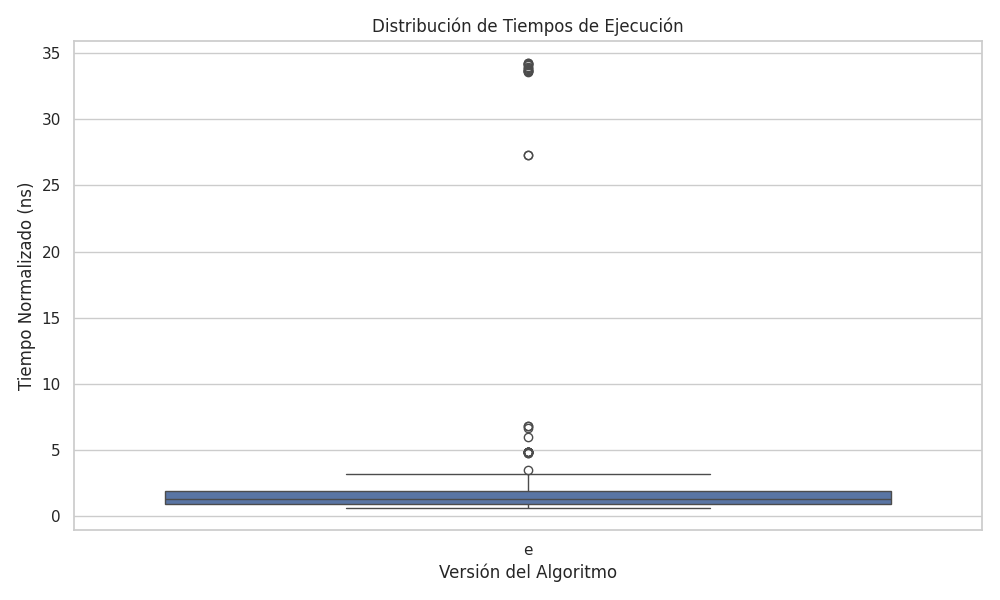 Distribución de Tiempos de Ejecución
Tiempo Normalizado (ns)
35
30
25
20
15
10
5
0
e
Versión del Algoritmo